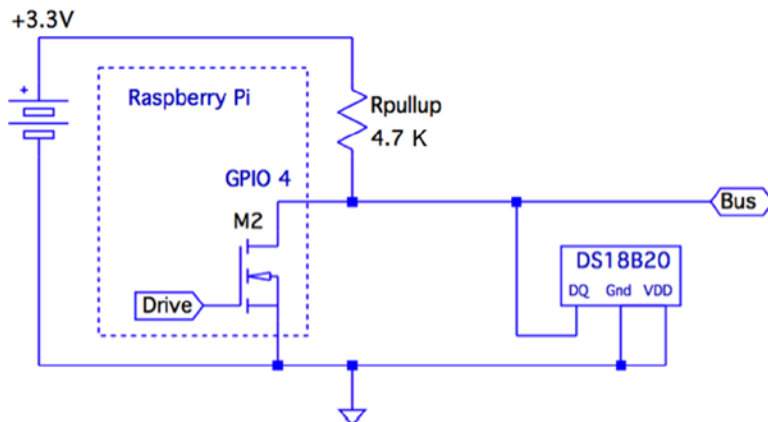 +3.3V
+
Raspberry Pi
Rpullup
4.7 K
GPIO 4
Bus
M2
DS18B20
DQ Gnd VDD
Drive